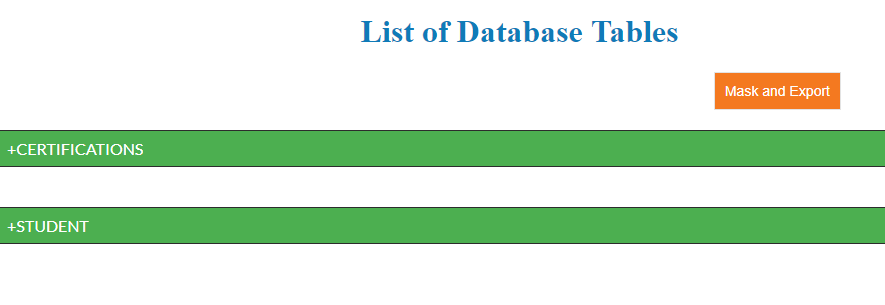 List of Database Tables
Mask and Export
+CERTIFICATIONS
+STUDENT